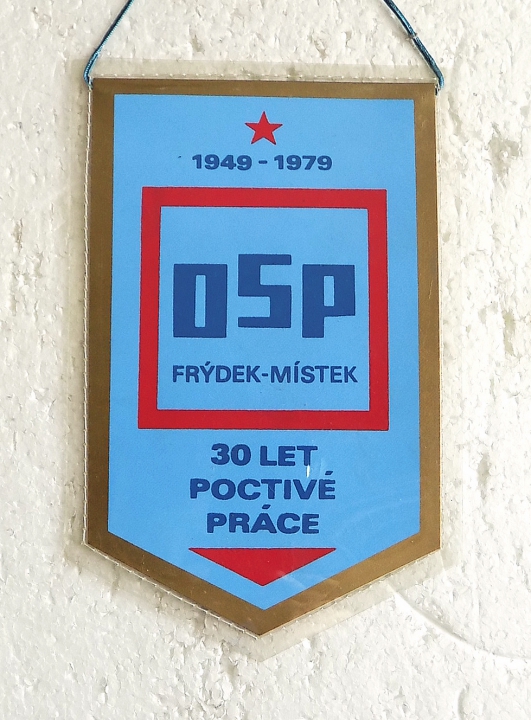 1949 - 1979
OSP
FRÝDEK-MÍSTEK
30 LET
POCTIVÉ
PRÁCE